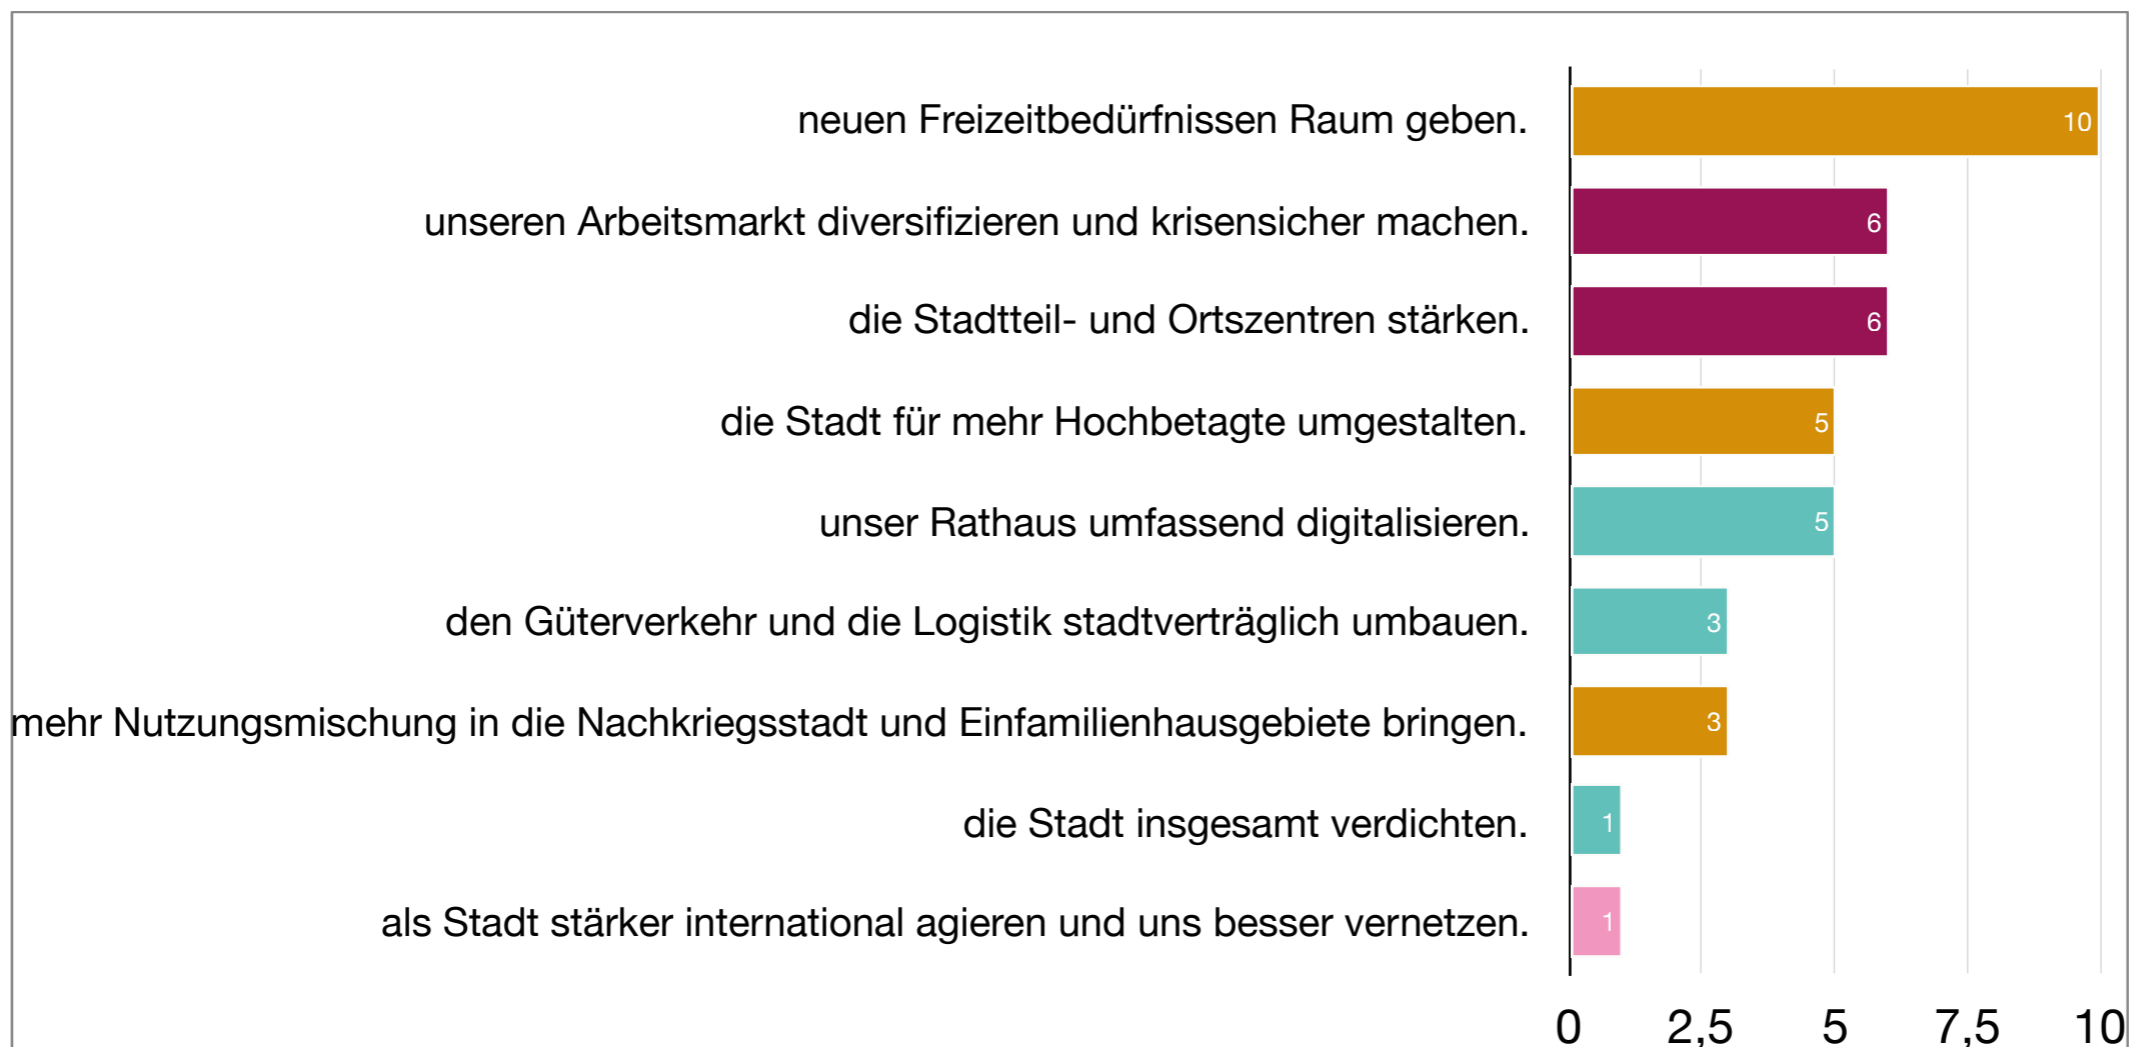 neuen Freizeitbedürfnissen Raum geben. 10
unseren Arbeitsmarkt diversifizieren und krisensicher machen. 6
die Stadtteil- und Ortszentren stärken. 6
die Stadt für mehr Hochbetagte umgestalten. 5
unser Rathaus umfassend digitalisieren. 5
den Güterverkehr und die Logistik stadtverträglich umbauen. 3
mehr Nutzungsmischung in die Nachkriegsstadt und Einfamilienhausgebiete bringen. 3
die Stadt insgesamt verdichten. 1
als Stadt stärker international agieren und uns besser vernetzen. 1
0 2,5 5 7,5 10